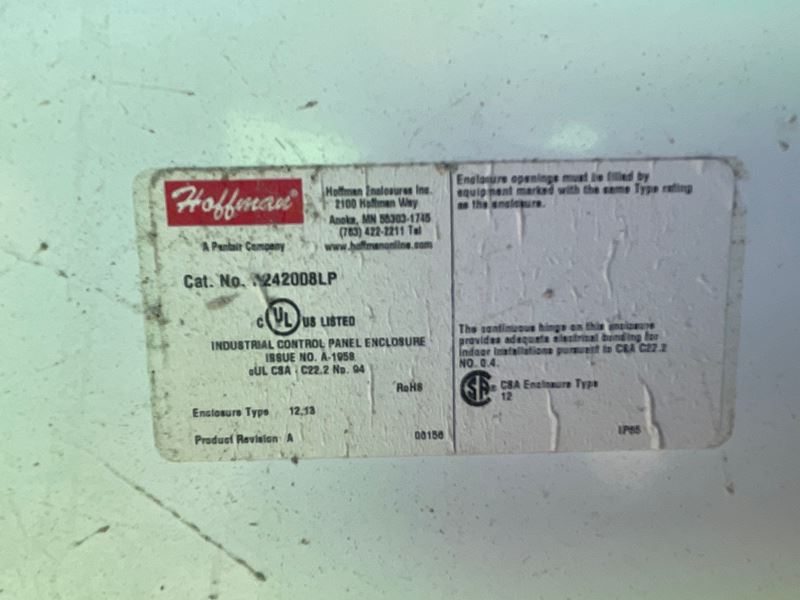 Hoffman®
A Pentair Company
Hoffman Enclosures Inc.
2100 Hoffman Way
Anoka, MN 55303-1745
(763) 422-2211 Tel
www.hoffmanonline.com
Cat. No. 242008LP
C UL US LISTED
INDUSTRIAL CONTROL PANEL ENCLOSURE
ISSUE NO. A-1958
cUL CSA C22.2 No. 94
RoHS
Enclosure Type 12,13
Product Revision A
00156
Enclosure openings must be filled by
equipment marked with the same Type rating
as the enclosure.
The continuous hinge on this enclosure
provides adequate electrical bonding for
indoor installations pursuant to CSA C22.2
NO. 0.4.
SA® CSA Enclosure Type
12
IP65